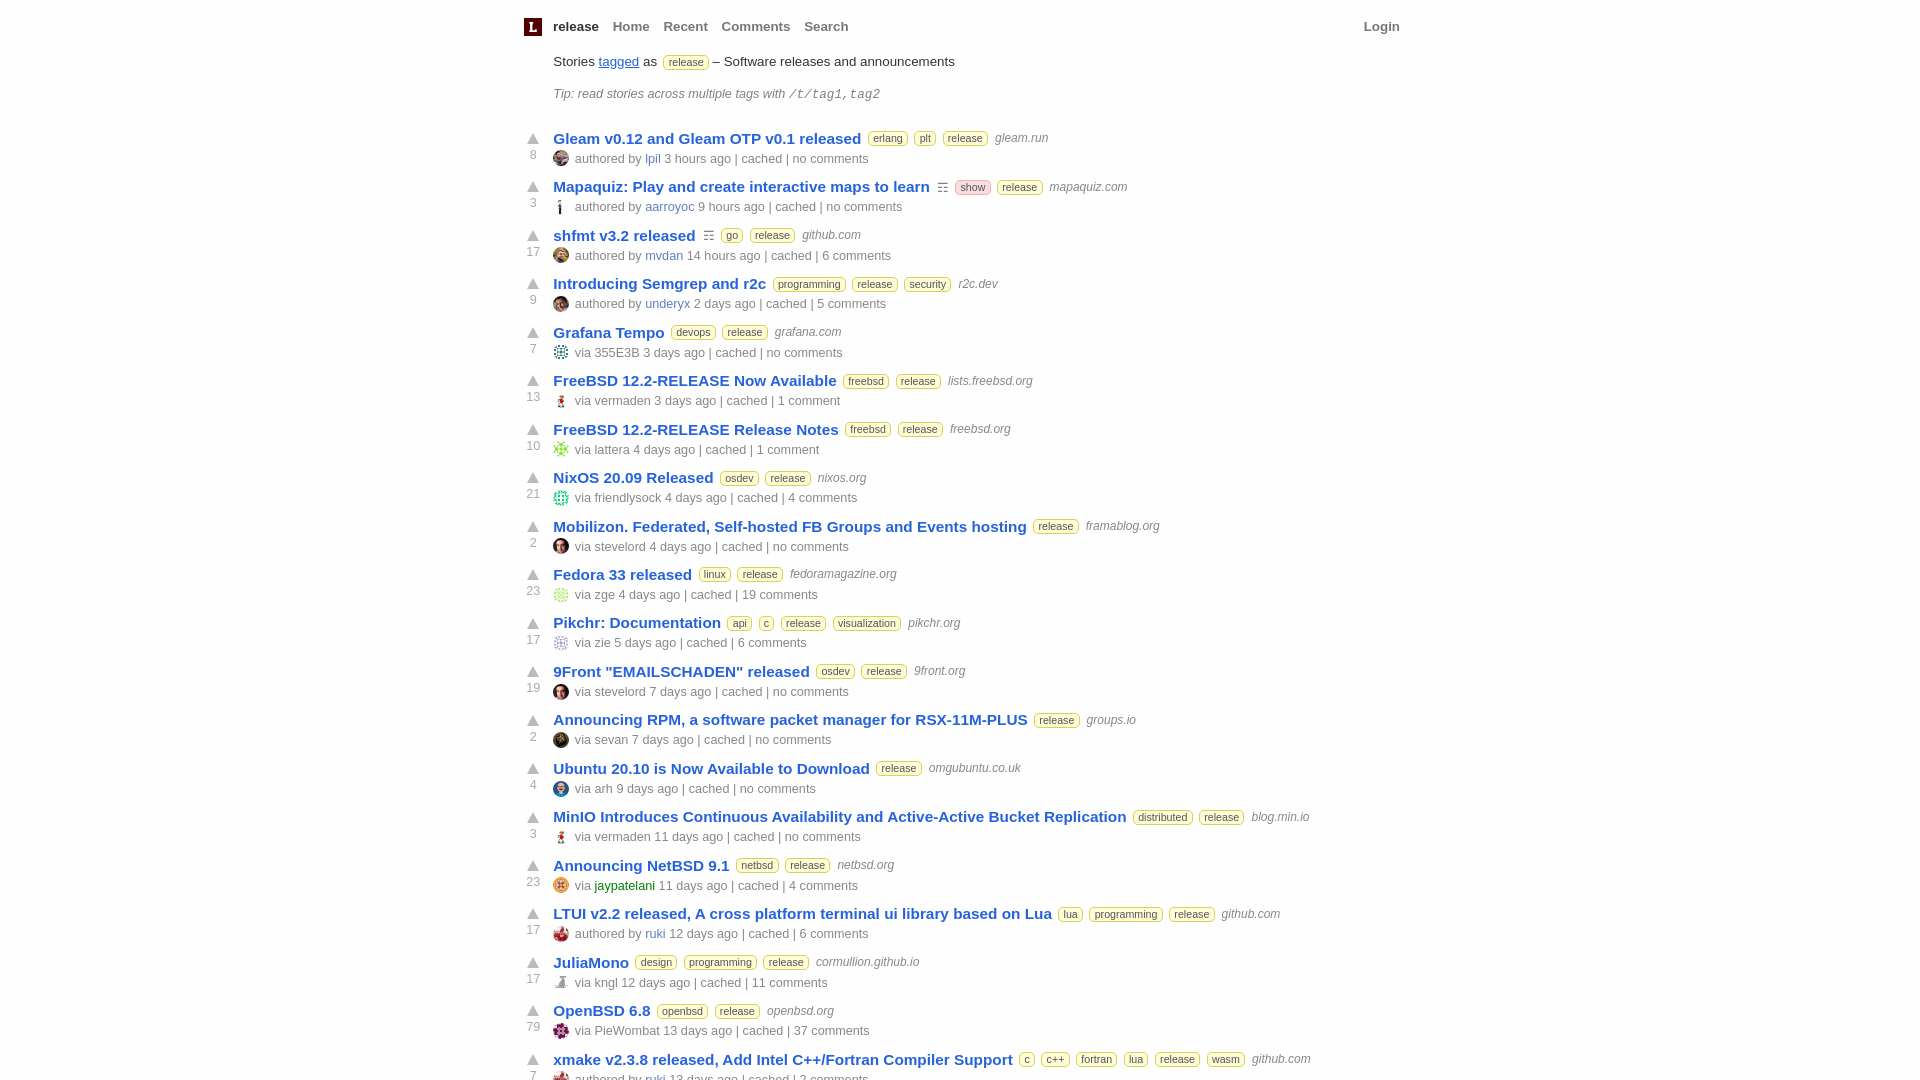 L release Home Recent Comments Search Login
Stories tagged as release – Software releases and announcements
Tip: read stories across multiple tags with /t/tag1,tag2
Gleam v0.12 and Gleam OTP v0.1 released erlang plt release gleam.run
8 authored by lpil 3 hours ago | cached | no comments
Mapaquiz: Play and create interactive maps to learn ☶ show release mapaquiz.com
3 authored by aarroyoc 9 hours ago | cached | no comments
shfmt v3.2 released ☶ go release github.com
17 authored by mvdan 14 hours ago | cached | 6 comments
Introducing Semgrep and r2c programming release security r2c.dev
9 authored by underyx 2 days ago | cached | 5 comments
Grafana Tempo devops release grafana.com
7 via 355E3B 3 days ago | cached | no comments
FreeBSD 12.2-RELEASE Now Available freebsd release lists.freebsd.org
13 via vermaden 3 days ago | cached | 1 comment
FreeBSD 12.2-RELEASE Release Notes freebsd release freebsd.org
10 via lattera 4 days ago | cached | 1 comment
NixOS 20.09 Released osdev release nixos.org
21 via friendlysock 4 days ago | cached | 4 comments
Mobilizon. Federated, Self-hosted FB Groups and Events hosting release framablog.org
2 via stevelord 4 days ago | cached | no comments
Fedora 33 released linux release fedoramagazine.org
23 via zge 4 days ago | cached | 19 comments
Pikchr: Documentation api c release visualization pikchr.org
17 via zie 5 days ago | cached | 6 comments
9Front "EMAILSCHADEN" released osdev release 9front.org
19 via stevelord 7 days ago | cached | no comments
Announcing RPM, a software packet manager for RSX-11M-PLUS release groups.io
2 via sevan 7 days ago | cached | no comments
Ubuntu 20.10 is Now Available to Download release omgubuntu.co.uk
4 via arh 9 days ago | cached | no comments
MinIO Introduces Continuous Availability and Active-Active Bucket Replication distributed release blog.min.io
3 via vermaden 11 days ago | cached | no comments
Announcing NetBSD 9.1 netbsd release netbsd.org
23 via jaypatelani 11 days ago | cached | 4 comments
LTUI v2.2 released, A cross platform terminal ui library based on Lua lua programming release github.com
17 authored by ruki 12 days ago | cached | 6 comments
JuliaMono design programming release cormullion.github.io
17 via kngl 12 days ago | cached | 11 comments
OpenBSD 6.8 openbsd release openbsd.org
79 via PieWombat 13 days ago | cached | 37 comments
xmake v2.3.8 released, Add Intel C++/Fortran Compiler Support c c++ fortran lua release wasm github.com
7 authored by ruki 13 days ago | cached | 2 comments